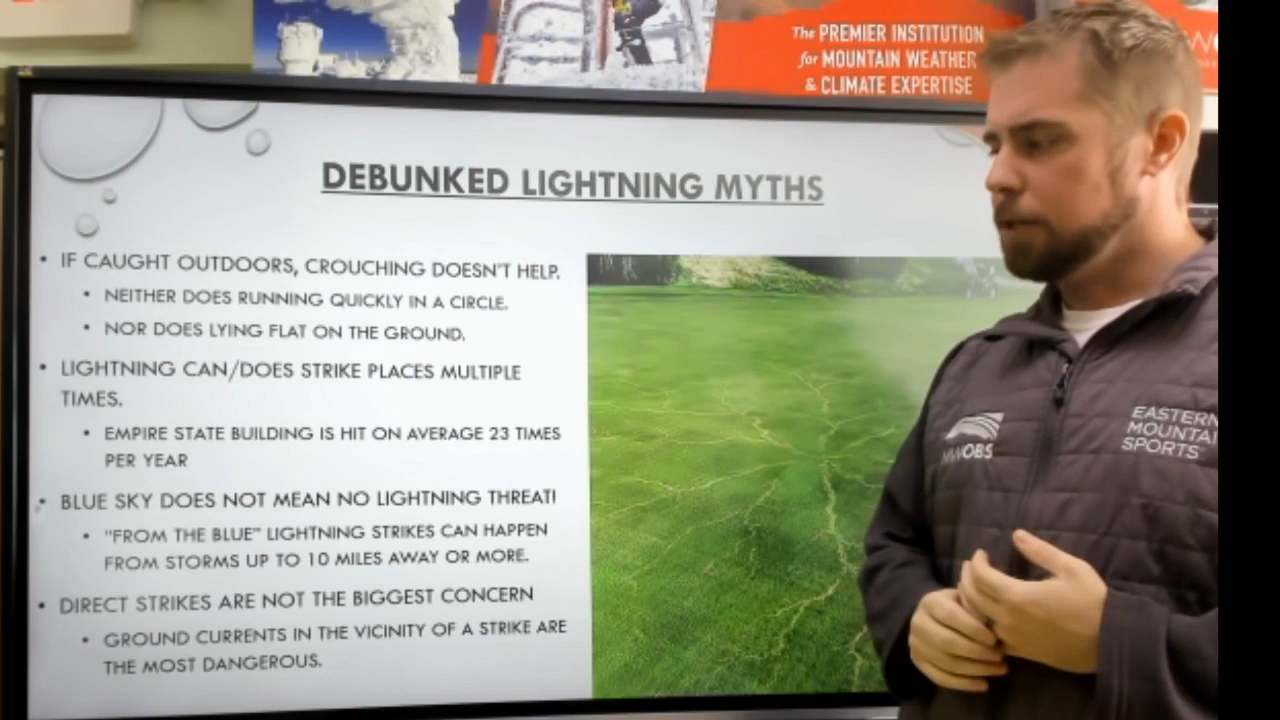 The PREMIER INSTITUTION
for MOUNTAIN WEATHER
& CLIMATE EXPERTISE
DEBUNKED LIGHTNING MYTHS
• IF CAUGHT OUTDOORS, CROUCHING DOESN'T HELP.
• NEITHER DOES RUNNING QUICKLY IN A CIRCLE.
• NOR DOES LYING FLAT ON THE GROUND.
• LIGHTNING CAN/DOES STRIKE PLACES MULTIPLE
TIMES.
• EMPIRE STATE BUILDING IS HIT ON AVERAGE 23 TIMES
PER YEAR
• BLUE SKY DOES NOT MEAN NO LIGHTNING THREAT!
• "FROM THE BLUE" LIGHTNING STRIKES CAN HAPPEN
FROM STORMS UP TO 10 MILES AWAY OR MORE.
• DIRECT STRIKES ARE NOT THE BIGGEST CONCERN
• GROUND CURRENTS IN THE VICINITY OF A STRIKE ARE
THE MOST DANGEROUS.
MWOBS
EASTERN
MOUNTAI
SPORTS